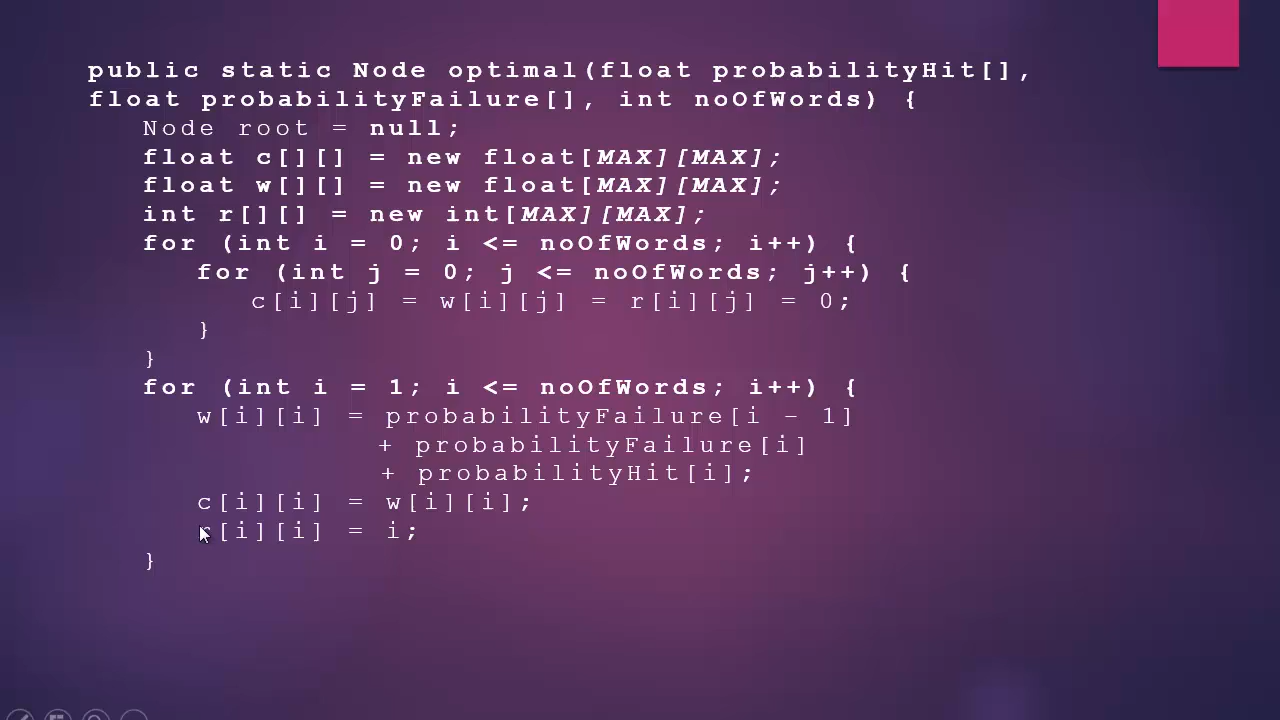 public static Node optimal(float probabilityHit[],
float probabilityFailure[], int noOfWords) {
Node root = null;
float c[][] = new float[MAX][MAX];
float w[][] = new float[MAX][MAX];
int r[][] = new int[MAX][MAX];
for (int i = 0; i <= noOfWords; i++) {
for (int j = 0; j <= noOfWords; j++) {
c[i][j] = w[i][j] = r[i][j] = 0;
}
}
for (int i = 1; i <= noOfWords; i++) {
w[i][i] = probabilityFailure[i - 1]
+ probabilityFailure[i]
+ probabilityHit[i];
c[i][i] = w[i][i];
r[i][i] = i;
}